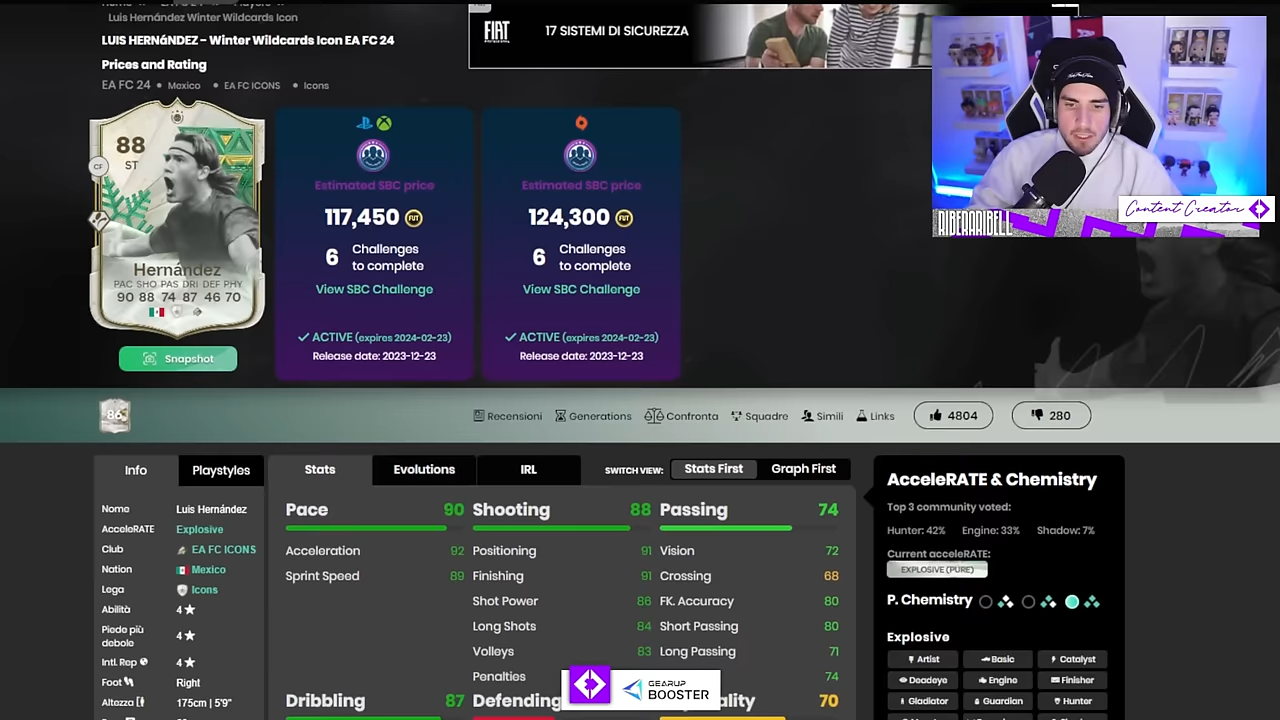 Luis Hernández Winter Wildcards Icon
LUIS HERNáNDEZ - Winter Wildcards Icon EA FC 24
Prices and Rating
EA FC 24 • Mexico • EA FC ICONS • Icons
FIAT
17 SISTEMI DI SICUREZZA
Content Creator
88
ST
CF
Hernández
PAC SHO PAS DRI DEF PHY
90 88 74 87 46 70
Snapshot
Estimated SBC price
117,450 FUT
6 Challenges to complete
View SBC Challenge
ACTIVE (expires 2024-02-23)
Release date: 2023-12-23
Estimated SBC price
124,300 FUT
6 Challenges to complete
View SBC Challenge
ACTIVE (expires 2024-02-23)
Release date: 2023-12-23
86
Recensioni Generations Confronta Squadre Simili Links 4804 280
Info Playstyles
Nome Luis Hernández
AcceleRATE Explosive
Club EA FC ICONS
Nation Mexico
Lega Icons
Abilità 4
Piede più debole 4
Intl. Rep 4
Foot Right
Altezza 175cm | 5'9"
Stats Evolutions IRL SWITCH VIEW: Stats First Graph First
Pace 90
Acceleration 92
Sprint Speed 89
Shooting 88
Positioning 91
Finishing 91
Shot Power 86
Long Shots 84
Volleys 83
Penalties
Passing 74
Vision 72
Crossing 68
FK. Accuracy 80
Short Passing 80
Long Passing 71
74
Dribbling 87
Defending
70
GEARUP
BOOSTER
AcceleRATE & Chemistry
Top 3 community voted:
Hunter: 42% Engine: 33% Shadow: 7%
Current acceleRATE:
EXPLOSIVE (PURE)
P. Chemistry
Explosive
Artist Basic Catalyst
Deadeye Engine Finisher
Gladiator Guardian Hunter